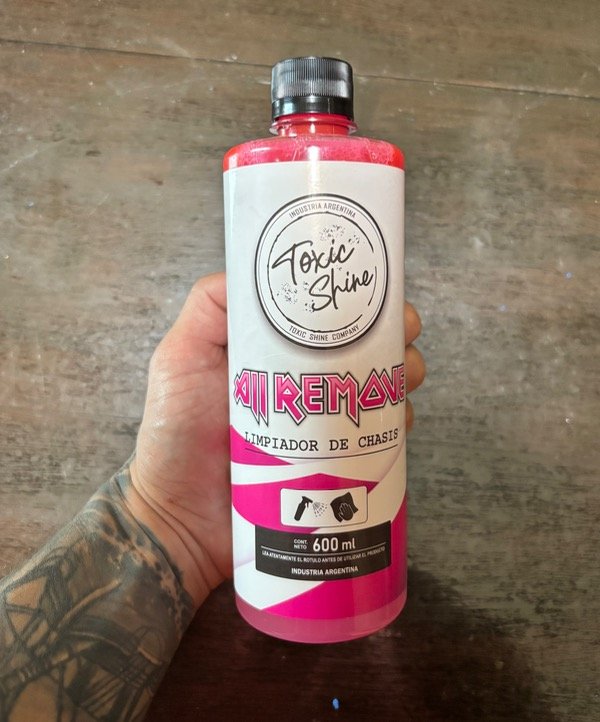 INDUSTRIA ARGENTINA
Toxic
Shine
TOXIC SHINE COMPANY
All REMOVE
LIMPIADOR DE CHASIS
CONT.
NETO
600 ml
LEA ATENTAMENTE EL ROTULO ANTES DE UTILIZAR EL PRODUCTO
INDUSTRIA ARGENTINA